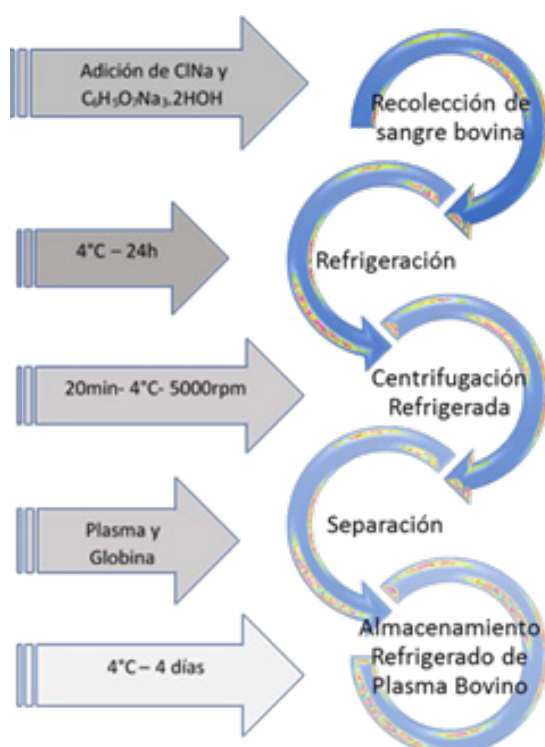 Adición de ClNa y
C₆H₅O₇Na₃.2HOH
Recolección de
sangre bovina
4°C – 24h
Refrigeración
20min- 4°C- 5000rpm
Centrifugación
Refrigerada
Plasma y
Globina
Separación
4°C – 4 días
Almacenamiento
Refrigerado de
Plasma Bovino